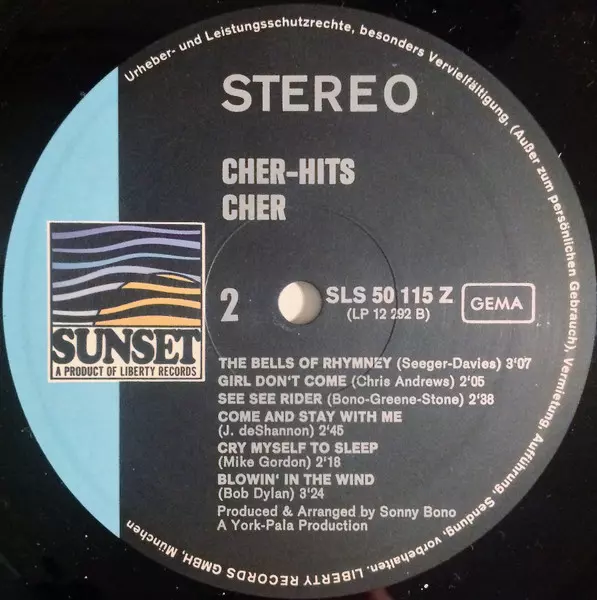 Urheber- und Leistungsschutzrechte, besonders Vervielfältigung, (Außer zum persönlichen Gebrauch), Vermietung, Aufführung, Sendung, vorbehalten. LIBERTY RECORDS GMBH, München
STEREO
CHER-HITS
CHER
2
SLS 50 115 Z
(LP 12 292 B)
GEMA
SUNSET
A PRODUCT OF LIBERTY RECORDS
THE BELLS OF RHYMNEY (Seeger-Davies) 3'07
GIRL DON'T COME (Chris Andrews) 2'05
SEE SEE RIDER (Bono-Greene-Stone) 2'38
COME AND STAY WITH ME
(J. deShannon) 2'45
CRY MYSELF TO SLEEP
(Mike Gordon) 2'18
BLOWIN' IN THE WIND
(Bob Dylan) 3'24
Produced & Arranged by Sonny Bono
A York-Pala Production